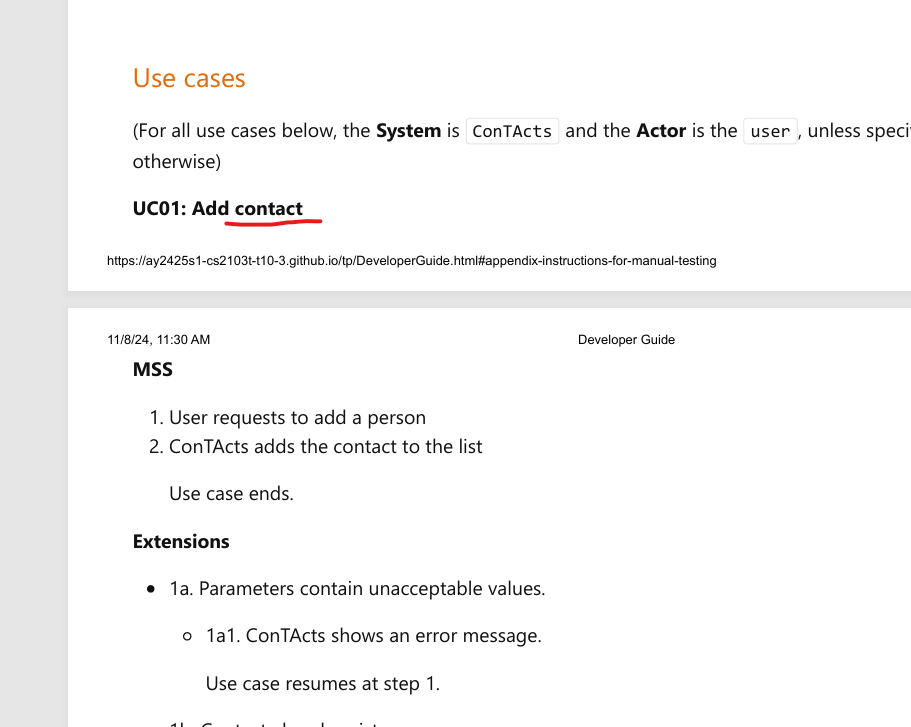 Use cases
(For all use cases below, the System is ConTActs and the Actor is the user, unless
otherwise)
UC01: Add contact
https://ay2425s1-cs2103t-t10-3.github.io/tp/DeveloperGuide.html#appendix-instructions-for-manual-testing
11/8/24, 11:30 AM Developer Guide
MSS
1. User requests to add a person
2. ConTActs adds the contact to the list
Use case ends.
Extensions
• 1a. Parameters contain unacceptable values.
○ 1a1. ConTActs shows an error message.
Use case resumes at step 1.